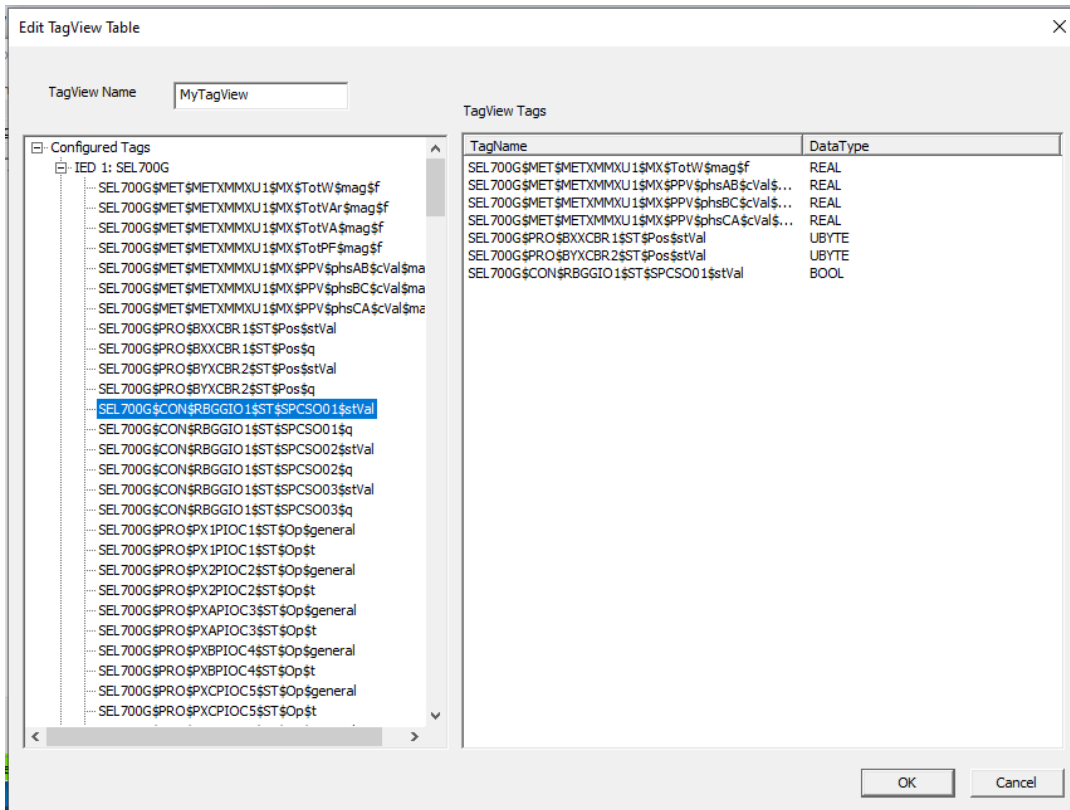 Edit TagView Table
TagView Name
MyTagView
Configured Tags
IED 1: SEL700G
SEL700G$MET$METXMMXU1$MX$TotW$mag$f
SEL700G$MET$METXMMXU1$MX$TotVAr$mag$f
SEL700G$MET$METXMMXU1$MX$TotVA$mag$f
SEL700G$MET$METXMMXU1$MX$TotPF$mag$f
SEL700G$MET$METXMMXU1$MX$PPV$phsAB$cVal$ma
SEL700G$MET$METXMMXU1$MX$PPV$phsBC$cVal$ma
SEL700G$MET$METXMMXU1$MX$PPV$phsCA$cVal$ma
SEL700G$PRO$BXXCBR1$ST$Pos$stVal
SEL700G$PRO$BXXCBR1$ST$Pos$q
SEL700G$PRO$BYXCBR2$ST$Pos$stVal
SEL700G$PRO$BYXCBR2$ST$Pos$q
SEL700G$CON$RBGGIO1$ST$SPCSO01$stVal
SEL700G$CON$RBGGIO1$ST$SPCSO01$q
SEL700G$CON$RBGGIO1$ST$SPCSO02$stVal
SEL700G$CON$RBGGIO1$ST$SPCSO02$q
SEL700G$CON$RBGGIO1$ST$SPCSO03$stVal
SEL700G$CON$RBGGIO1$ST$SPCSO03$q
SEL700G$PRO$PX1PIOC1$ST$Op$general
SEL700G$PRO$PX1PIOC1$ST$Op$t
SEL700G$PRO$PX2PIOC2$ST$Op$general
SEL700G$PRO$PX2PIOC2$ST$Op$t
SEL700G$PRO$PXAPIOC3$ST$Op$general
SEL700G$PRO$PXAPIOC3$ST$Op$t
SEL700G$PRO$PXBPIOC4$ST$Op$general
SEL700G$PRO$PXBPIOC4$ST$Op$t
SEL700G$PRO$PXCPIOC5$ST$Op$general
SEL700G$PRO$PXCPIOC5$ST$Op$t
TagView Tags
TagName DataType
SEL700G$MET$METXMMXU1$MX$TotW$mag$f REAL
SEL700G$MET$METXMMXU1$MX$PPV$phsAB$cVal$... REAL
SEL700G$MET$METXMMXU1$MX$PPV$phsBC$cVal$... REAL
SEL700G$MET$METXMMXU1$MX$PPV$phsCA$cVal$... REAL
SEL700G$PRO$BXXCBR1$ST$Pos$stVal UBYTE
SEL700G$PRO$BYXCBR2$ST$Pos$stVal UBYTE
SEL700G$CON$RBGGIO1$ST$SPCSO01$stVal BOOL
OK Cancel